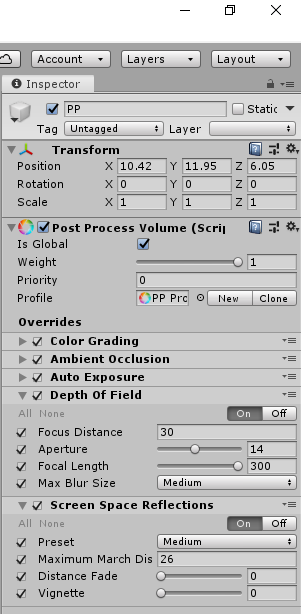 Account Layers Layout
Inspector
PP Static
Tag Untagged Layer
Transform
Position X 10.42 Y 11.95 Z 6.05
Rotation X 0 Y 0 Z 0
Scale X 1 Y 1 Z 1
Post Process Volume (Scrip
Is Global
Weight 1
Priority 0
Profile PP Pro New Clone
Overrides
Color Grading
Ambient Occlusion
Auto Exposure
Depth Of Field
All None On Off
Focus Distance 30
Aperture 14
Focal Length 300
Max Blur Size Medium
Screen Space Reflections
All None On Off
Preset Medium
Maximum March Dis 26
Distance Fade 0
Vignette 0